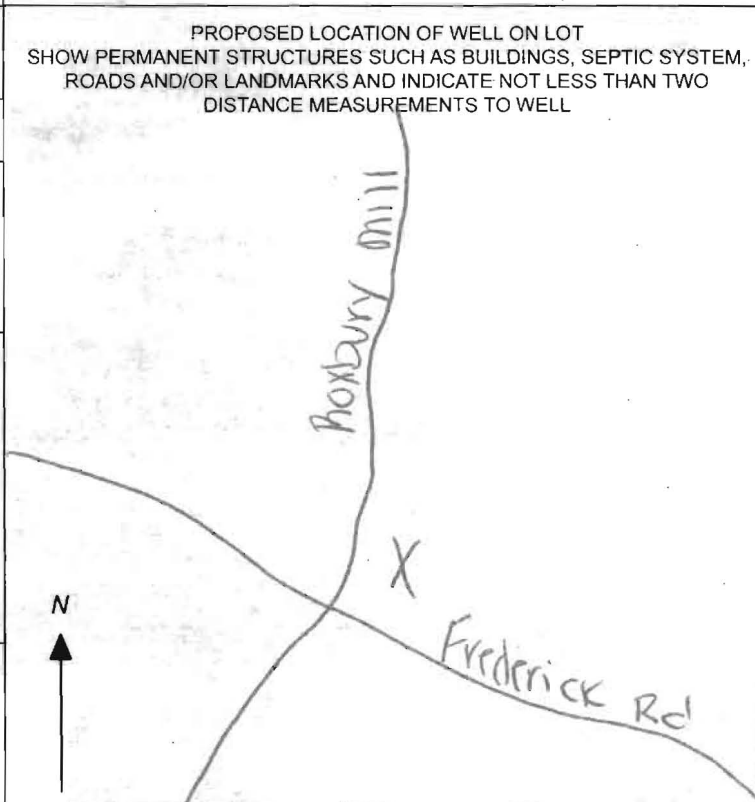 PROPOSED LOCATION OF WELL ON LOT
SHOW PERMANENT STRUCTURES SUCH AS BUILDINGS, SEPTIC SYSTEM,
ROADS AND/OR LANDMARKS AND INDICATE NOT LESS THAN TWO
DISTANCE MEASUREMENTS TO WELL
Roxbury Mill
X
N
Frederick Rd